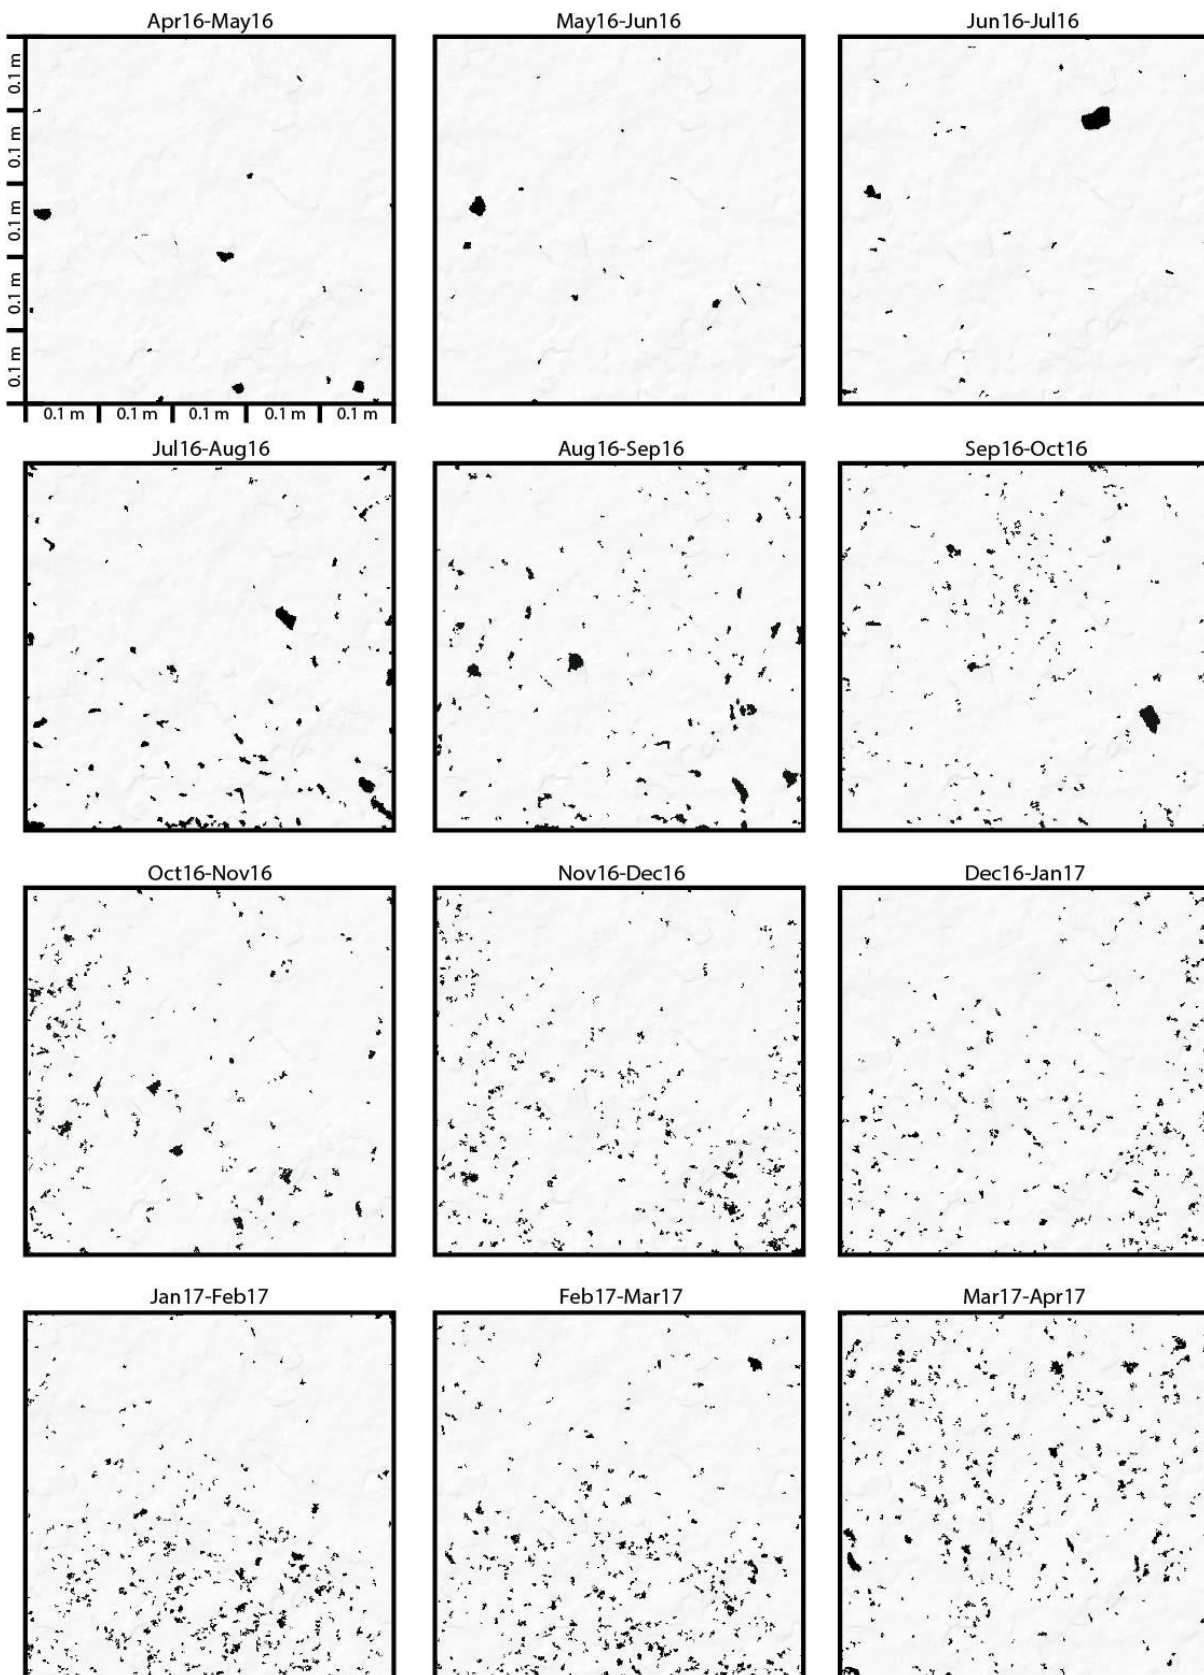 Apr16-May16
May16-Jun16
Jun16-Jul16
0.1 m
0.1 m
0.1 m
0.1 m
0.1 m
0.1 m 0.1 m 0.1 m 0.1 m 0.1 m
Jul16-Aug16
Aug16-Sep16
Sep16-Oct16
Oct16-Nov16
Nov16-Dec16
Dec16-Jan17
Jan17-Feb17
Feb17-Mar17
Mar17-Apr17